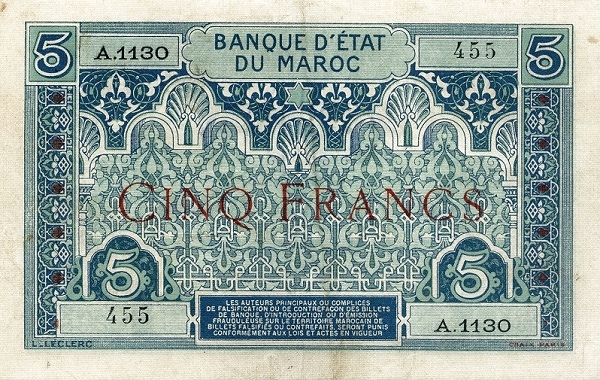 5 A.1130 BANQUE D'ÉTAT 455 5
DU MAROC
CINQ FRANCS
5 5
455 A.1130
LES AUTEURS PRINCIPAUX OU COMPLICES
DE FALSIFICATION OU DE CONTREFAÇON DES BILLETS
DE BANQUE, D'INTRODUCTION OU D'ÉMISSION
FRAUDULEUSE SUR LE TERRITOIRE MAROCAIN DE
BILLETS FALSIFIÉS OU CONTREFAITS, SERONT PUNIS
CONFORMÉMENT AUX LOIS ET ACTES EN VIGUEUR
L. LECLERC CHAIX PARIS